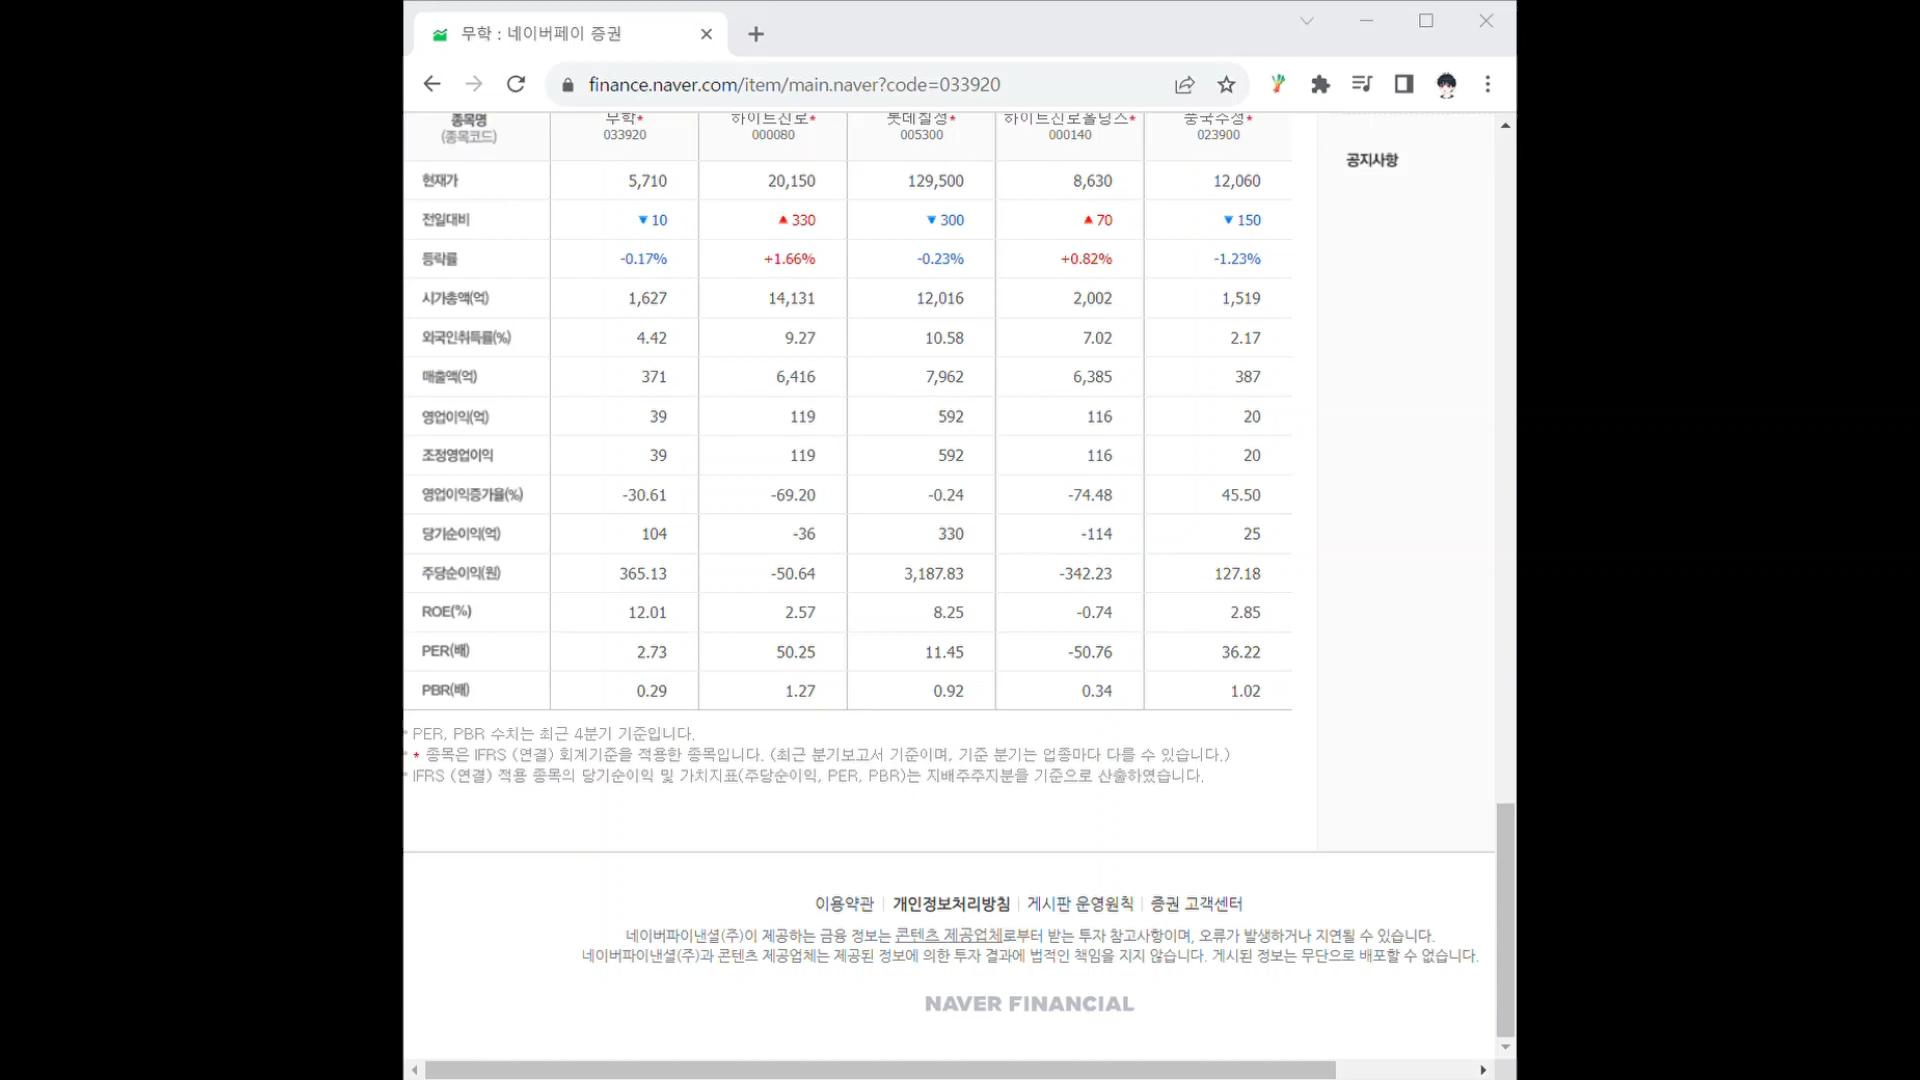 무학 : 네이버페이 증권
finance.naver.com/item/main.naver?code=033920
종목명 무학* 하이트진로* 롯데칠성* 하이트진로홀딩스* 풍국주정*
(종목코드) 033920 000080 005300 000140 023900
공지사항
현재가 5,710 20,150 129,500 8,630 12,060
전일대비 ▼10 ▲330 ▼300 ▲70 ▼150
등락률 -0.17% +1.66% -0.23% +0.82% -1.23%
시가총액(억) 1,627 14,131 12,016 2,002 1,519
외국인취득률(%) 4.42 9.27 10.58 7.02 2.17
매출액(억) 371 6,416 7,962 6,385 387
영업이익(억) 39 119 592 116 20
조정영업이익 39 119 592 116 20
영업이익증가율(%) -30.61 -69.20 -0.24 -74.48 45.50
당기순이익(억) 104 -36 330 -114 25
주당순이익(원) 365.13 -50.64 3,187.83 -342.23 127.18
ROE(%) 12.01 2.57 8.25 -0.74 2.85
PER(배) 2.73 50.25 11.45 -50.76 36.22
PBR(배) 0.29 1.27 0.92 0.34 1.02
* PER, PBR 수치는 최근 4분기 기준입니다.
* * 종목은 IFRS (연결) 회계기준을 적용한 종목입니다. (최근 분기보고서 기준이며, 기준 분기는 업종마다 다를 수 있습니다.)
* IFRS (연결) 적용 종목의 당기순이익 및 가치지표(주당순이익, PER, PBR)는 지배주주지분을 기준으로 산출하였습니다.
이용약관 | 개인정보처리방침 | 게시판 운영원칙 | 증권 고객센터
네이버파이낸셜(주)이 제공하는 금융 정보는 콘텐츠 제공업체로부터 받는 투자 참고사항이며, 오류가 발생하거나 지연될 수 있습니다.
네이버파이낸셜(주)과 콘텐츠 제공업체는 제공된 정보에 의한 투자 결과에 법적인 책임을 지지 않습니다. 게시된 정보는 무단으로 배포할 수 없습니다.
NAVER FINANCIAL